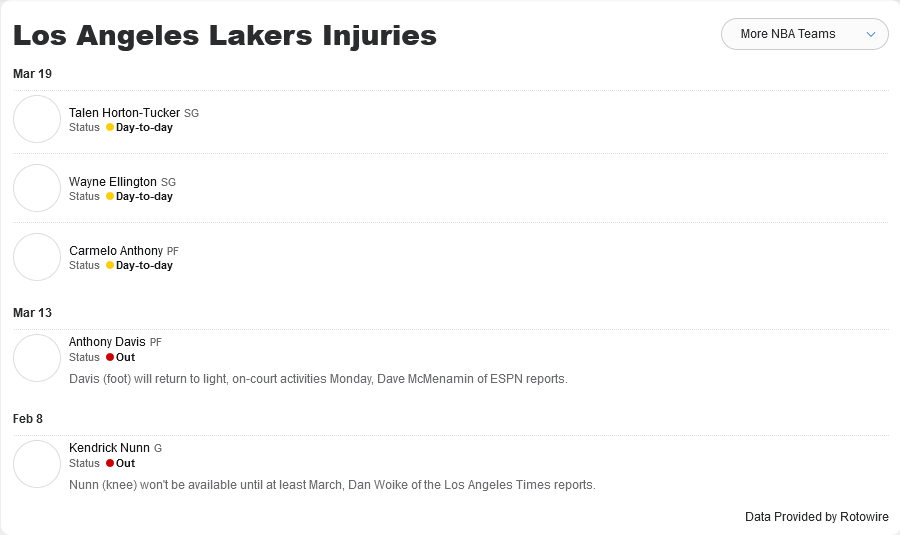 Los Angeles Lakers Injuries
More NBA Teams
Mar 19
Talen Horton-Tucker SG
Status Day-to-day
Wayne Ellington SG
Status Day-to-day
Carmelo Anthony PF
Status Day-to-day
Mar 13
Anthony Davis PF
Status Out
Davis (foot) will return to light, on-court activities Monday, Dave McMenamin of ESPN reports.
Feb 8
Kendrick Nunn G
Status Out
Nunn (knee) won't be available until at least March, Dan Woike of the Los Angeles Times reports.
Data Provided by Rotowire